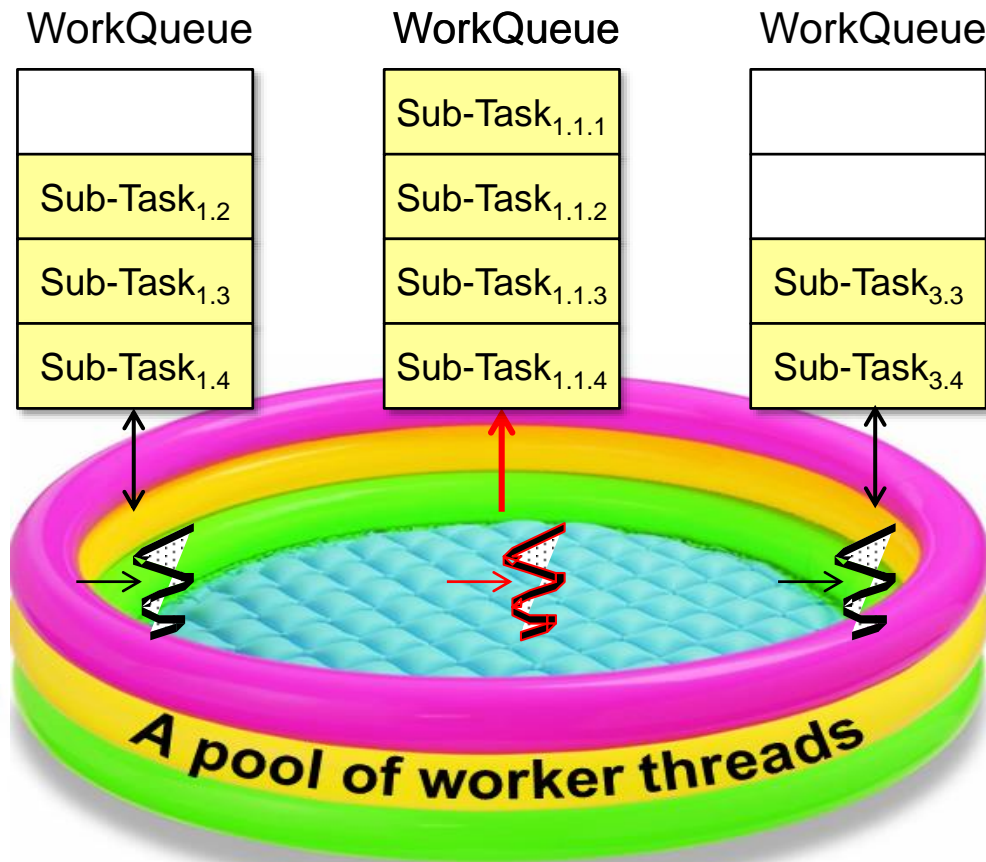 WorkQueue
Sub-Task1.2
Sub-Task1.3
Sub-Task1.4
WorkQueue
Sub-Task1.1.1
Sub-Task1.1.2
Sub-Task1.1.3
Sub-Task1.1.4
WorkQueue
Sub-Task3.3
Sub-Task3.4
A pool of worker threads